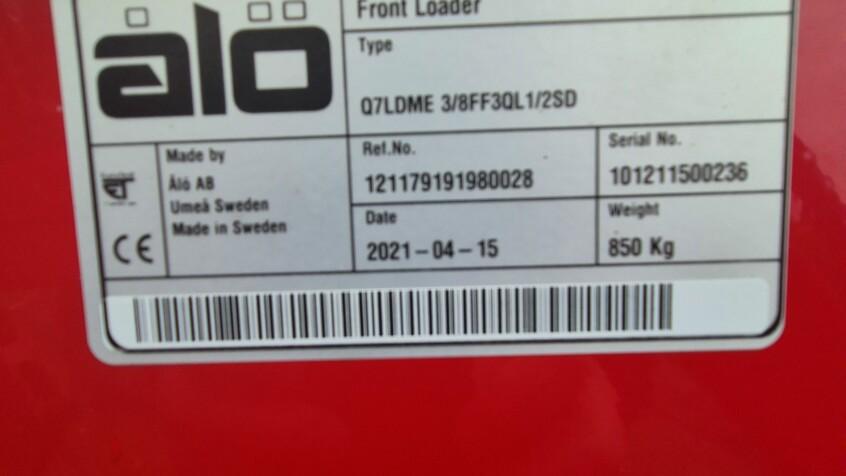 Front Loader
ålö
Type
Q7LDME 3/8FF3QL1/2SD
Made by
Ålö AB
Umeå Sweden
Made in Sweden
Ref.No.
121179191980028
Serial No.
101211500236
Date
2021-04-15
Weight
850 Kg
CE